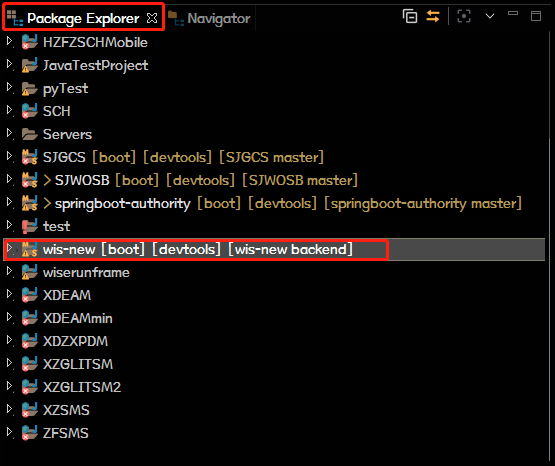 Package Explorer Navigator
HZFZSCHMobile
JavaTestProject
pyTest
SCH
Servers
SJGCS [boot] [devtools] [SJGCS master]
> SJWOSB [boot] [devtools] [SJWOSB master]
> springboot-authority [boot] [devtools] [springboot-authority master]
test
wis-new [boot] [devtools] [wis-new backend]
wiserunframe
XDEAM
XDEAMmin
XDZXPDM
XZGLITSM
XZGLITSM2
XZSMS
ZFSMS